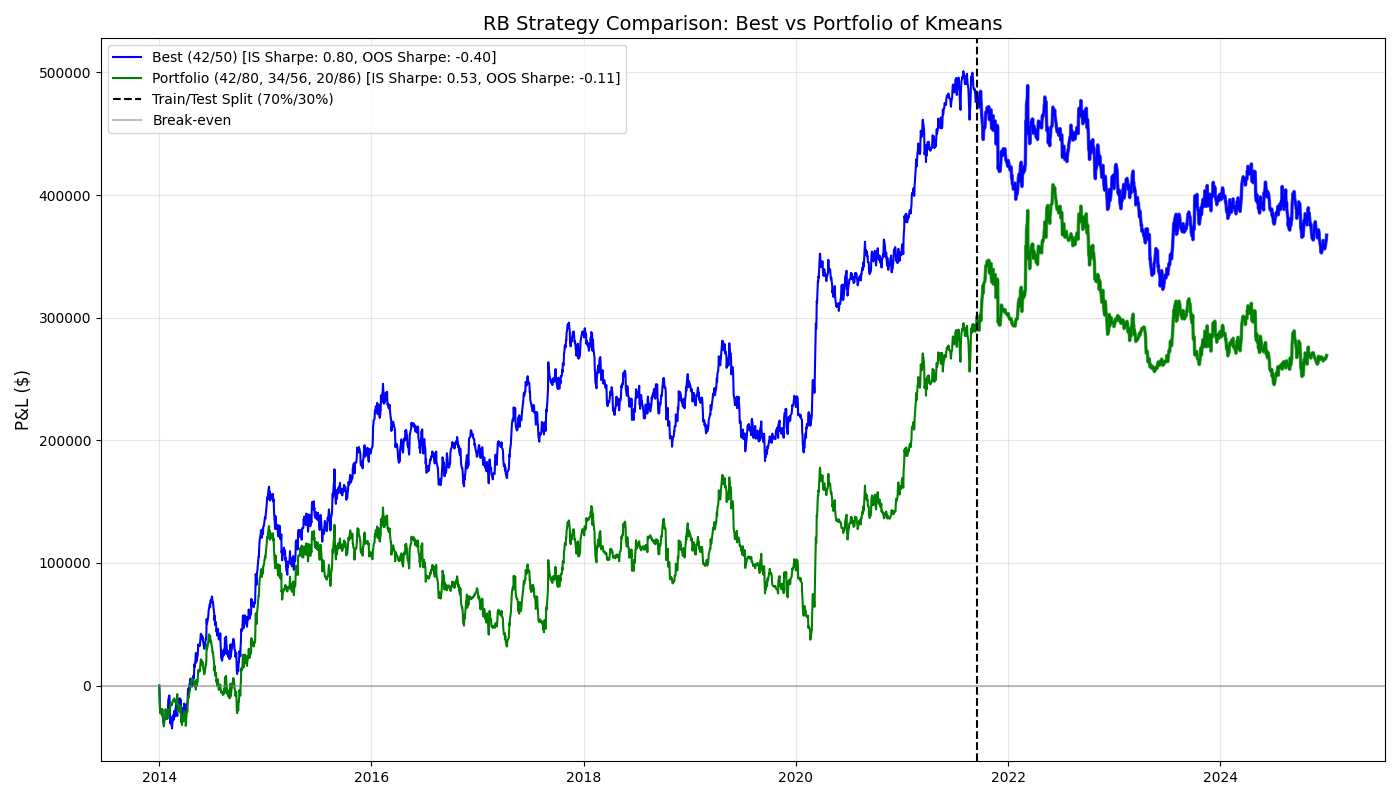 RB Strategy Comparison: Best vs Portfolio of Kmeans
Best (42/50) [IS Sharpe: 0.80, OOS Sharpe: -0.40]
Portfolio (42/80, 34/56, 20/86) [IS Sharpe: 0.53, OOS Sharpe: -0.11]
Train/Test Split (70%/30%)
Break-even
P&L ($)
500000
400000
300000
200000
100000
0
2014 2016 2018 2020 2022 2024